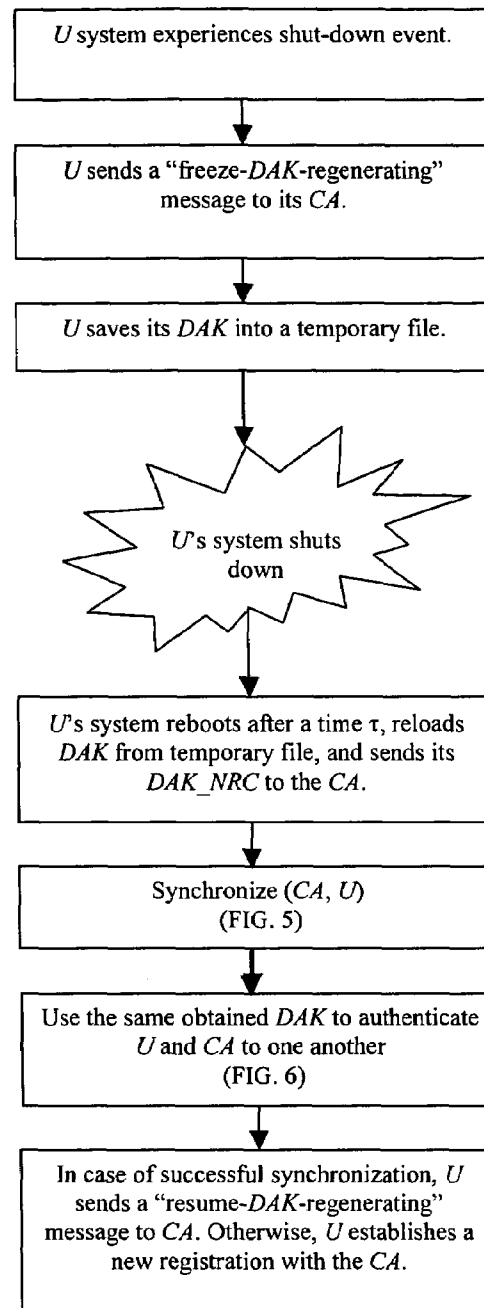 U system experiences shut-down event.
U sends a “freeze-DAK-regenerating”
message to its CA.
U saves its DAK into a temporary file.
U's system shuts
down
U's system reboots after a time τ, reloads
DAK from temporary file, and sends its
DAK_NRC to the CA.
Synchronize (CA, U)
(FIG. 5)
Use the same obtained DAK to authenticate
U and CA to one another
(FIG. 6)
In case of successful synchronization, U
sends a “resume-DAK-regenerating”
message to CA. Otherwise, U establishes a
new registration with the CA.